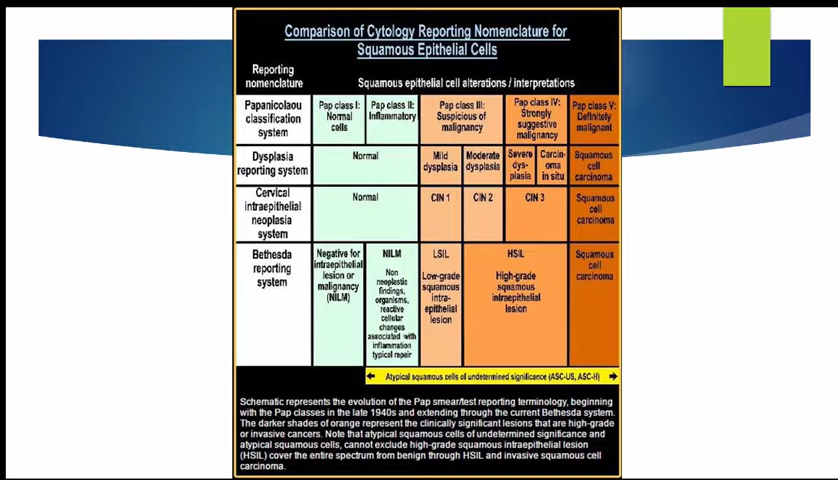 Comparison of Cytology Reporting Nomenclature for
Squamous Epithelial Cells
Reporting
nomenclature
Squamous epithelial cell alterations / interpretations
Papanicolaou
classification
system
Pap class I:
Normal
cells
Pap class II:
Inflammatory
Pap class III:
Suspicious of
malignancy
Pap class IV:
Strongly
suggestive
malignancy
Pap class V:
Definitely
malignant
Dysplasia
reporting system
Normal
Mild
dysplasia
Moderate
dysplasia
Severe
dys-
plasia
Carcin-
oma
in situ
Squamous
cell
carcinoma
Cervical
intraepithelial
neoplasia
system
Normal
CIN 1
CIN 2
CIN 3
Squamous
cell
carcinoma
Bethesda
reporting
system
Negative for
intraepithelial
lesion or
malignancy
(NILM)
NILM
Non
neoplastic
findings,
organisms,
reactive
cellular
changes
associated with
inflammation
typical repair
LSIL
Low-grade
squamous
intra-
epithelial
lesion
HSIL
High-grade
squamous
intraepithelial
lesion
Squamous
cell
carcinoma
Atypical squamous cells of undetermined significance (ASC-US, ASC-H)
Schematic represents the evolution of the Pap smear/test reporting terminology, beginning
with the Pap classes in the late 1940s and extending through the current Bethesda system.
The darker shades of orange represent the clinically significant lesions that are high-grade
or invasive cancers. Note that atypical squamous cells of undetermined significance and
atypical squamous cells, cannot exclude high-grade squamous intraepithelial lesion
(HSIL) cover the entire spectrum from benign through HSIL and invasive squamous cell
carcinoma.